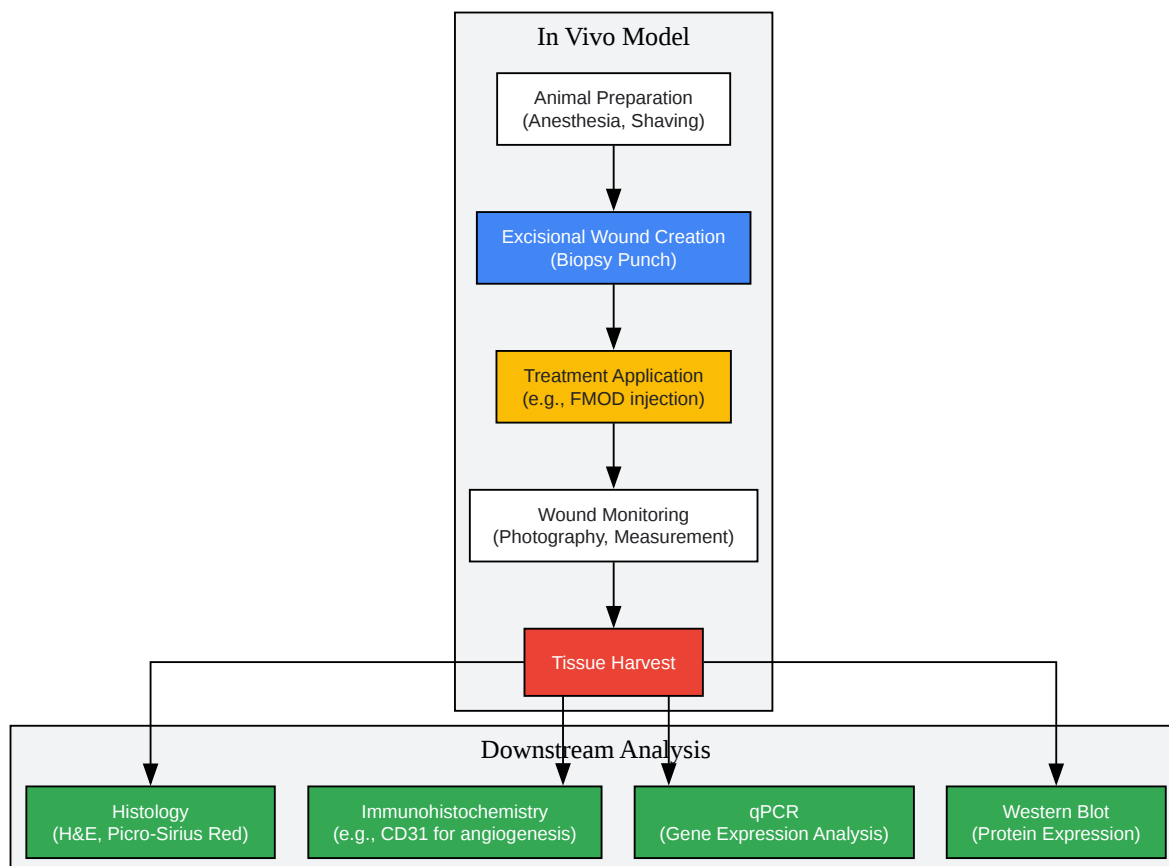 In Vivo Model
Animal Preparation
(Anesthesia, Shaving)
Excisional Wound Creation
(Biopsy Punch)
Treatment Application
(e.g., FMOD injection)
Wound Monitoring
(Photography, Measurement)
Tissue Harvest
Downstream Analysis
Histology
(H&E, Picro-Sirius Red)
Immunohistochemistry
(e.g., CD31 for angiogenesis)
qPCR
(Gene Expression Analysis)
Western Blot
(Protein Expression)